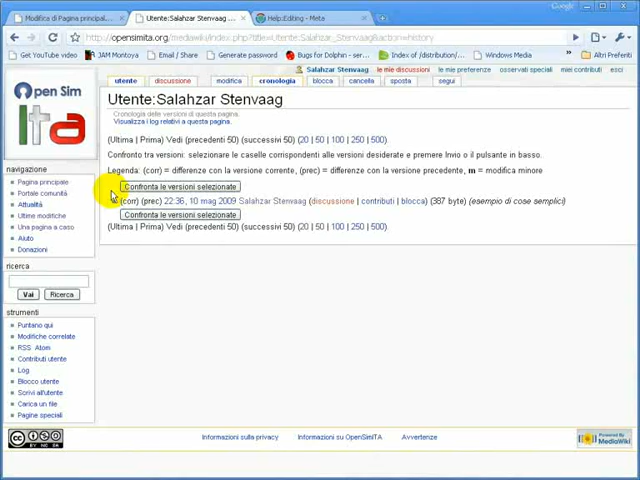 Google
Modifica di Pagina principal...
Utente:Salahzar Stenvaag ...
Help:Editing - Meta
http://opensimita.org/mediawiki/index.php?title=Utente:Salahzar_Stenvaag&action=history
Get YouTube video
JAM Montoya
Email / Share
Precedent
Google
Bugs for Dolphin - ser...
Index of /distribution/...
Windows Media
»
Altri Preferiti
Salahzar Stenvaag
le mie discussioni
le mie preferenze
osservati speciali
miei contributi
esci
utente
discussione
modifica
cronologia
blocca
cancella
sposta
segui
Open Sim
Ita
Utente:Salahzar Stenvaag
Cronologia delle versioni di questa pagina.
Visualizza i log relativi a questa pagina.
(Ultima | Prima) Vedi (precedenti 50) (successivi 50) (20 | 50 | 100 | 250 | 500)
Confronto tra versioni: selezionare le caselle corrispondenti alle versioni desiderate e premere Invio o il pulsante in basso.
Legenda: (corr) = differenze con la versione corrente, (prec) = differenze con la versione precedente, m = modifica minore
Confronta le versioni selezionate
(corr) (prec) 22:36, 10 mag 2009 Salahzar Stenvaag (discussione | contributi | blocca) (387 byte) (esempio di cose semplici)
Confronta le versioni selezionate
(Ultima | Prima) Vedi (precedenti 50) (successivi 50) (20 | 50 | 100 | 250 | 500)
navigazione
Pagina principale
Portale comunità
Attualità
Ultime modifiche
Una pagina a caso
Aiuto
Donazioni
ricerca
Vai
Ricerca
strumenti
Puntano qui
Modifiche correlate
RSS Atom
Contributi utente
Log
Blocco utente
Scrivi all'utente
Carica un file
Pagine speciali
Informazioni sulla privacy
Informazioni su OpenSimITA
Avvertenze
CC
BY NC SA
Powered By
MediaWiki